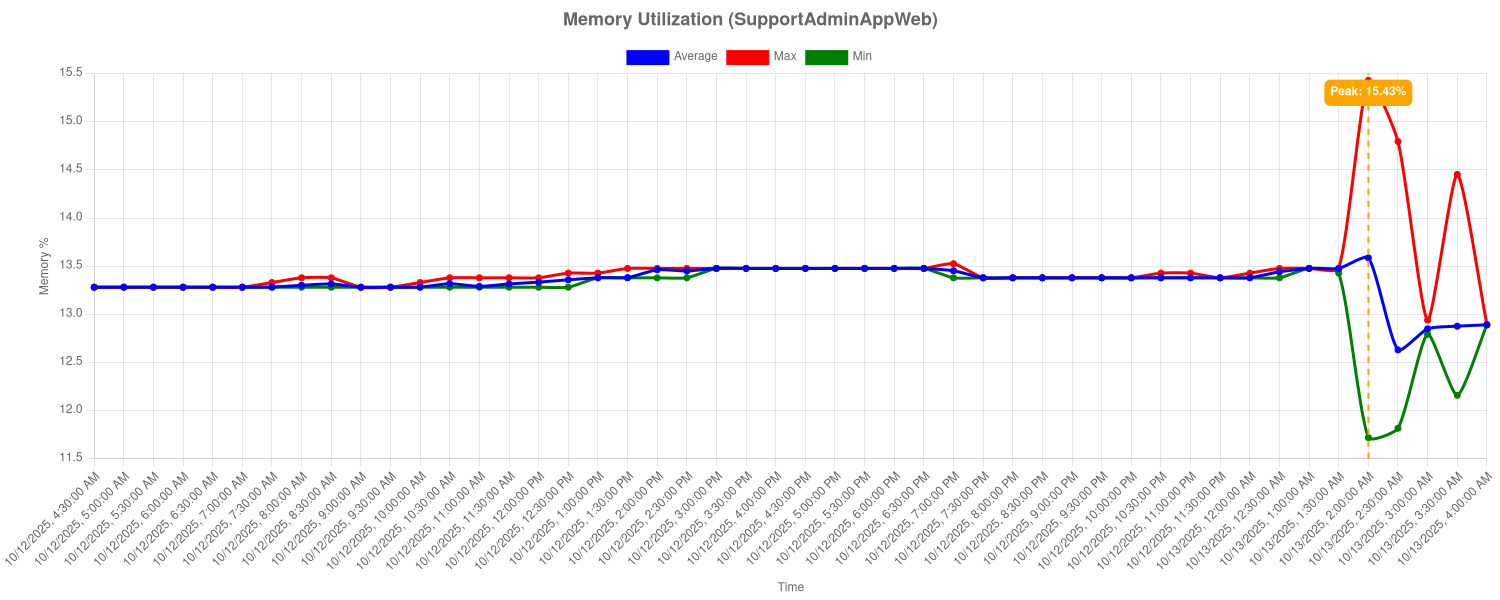 Memory Utilization (SupportAdminAppWeb)
Average
Max
Min
Peak: 15.43%
15.5
15.0
14.5
14.0
13.5
13.0
12.5
12.0
11.5
Memory %
10/12/2025, 4:30:00 AM
10/12/2025, 5:00:00 AM
10/12/2025, 5:30:00 AM
10/12/2025, 6:00:00 AM
10/12/2025, 6:30:00 AM
10/12/2025, 7:00:00 AM
10/12/2025, 7:30:00 AM
10/12/2025, 8:00:00 AM
10/12/2025, 8:30:00 AM
10/12/2025, 9:00:00 AM
10/12/2025, 9:30:00 AM
10/12/2025, 10:00:00 AM
10/12/2025, 10:30:00 AM
10/12/2025, 11:00:00 AM
10/12/2025, 11:30:00 AM
10/12/2025, 12:00:00 PM
10/12/2025, 12:30:00 PM
10/12/2025, 1:00:00 PM
10/12/2025, 1:30:00 PM
10/12/2025, 2:00:00 PM
10/12/2025, 2:30:00 PM
10/12/2025, 3:00:00 PM
10/12/2025, 3:30:00 PM
10/12/2025, 4:00:00 PM
10/12/2025, 4:30:00 PM
10/12/2025, 5:00:00 PM
10/12/2025, 5:30:00 PM
10/12/2025, 6:00:00 PM
10/12/2025, 6:30:00 PM
10/12/2025, 7:00:00 PM
10/12/2025, 7:30:00 PM
10/12/2025, 8:00:00 PM
10/12/2025, 8:30:00 PM
10/12/2025, 9:00:00 PM
10/12/2025, 9:30:00 PM
10/12/2025, 10:00:00 PM
10/12/2025, 10:30:00 PM
10/12/2025, 11:00:00 PM
10/12/2025, 11:30:00 PM
10/13/2025, 12:00:00 AM
10/13/2025, 12:30:00 AM
10/13/2025, 1:00:00 AM
10/13/2025, 1:30:00 AM
10/13/2025, 2:00:00 AM
10/13/2025, 2:30:00 AM
10/13/2025, 3:00:00 AM
10/13/2025, 3:30:00 AM
10/13/2025, 4:00:00 AM
Time